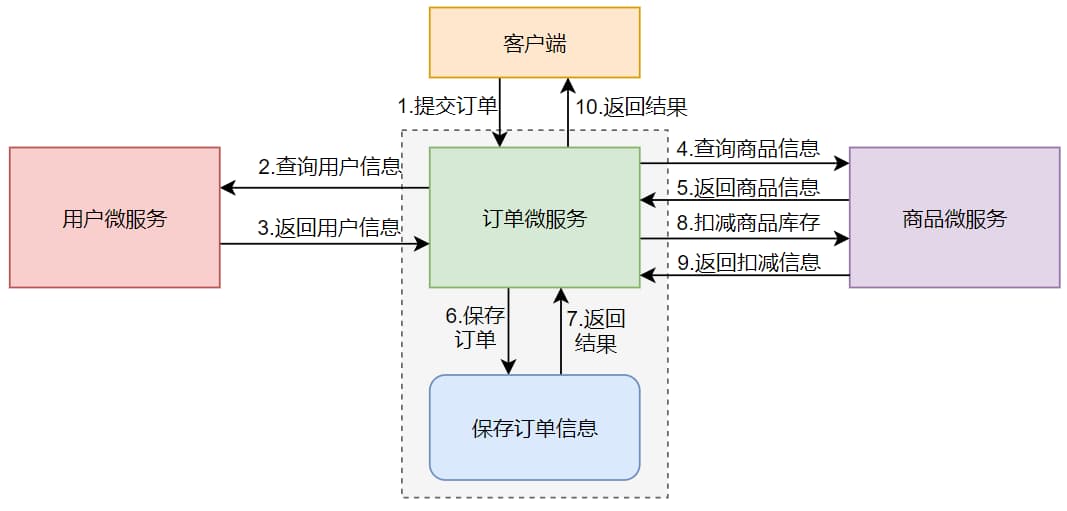 客户端
1.提交订单
10.返回结果
2.查询用户信息
4.查询商品信息
5.返回商品信息
用户微服务
订单微服务
商品微服务
3.返回用户信息
8.扣减商品库存
9.返回扣减信息
6.保存
订单
7.返回
结果
保存订单信息